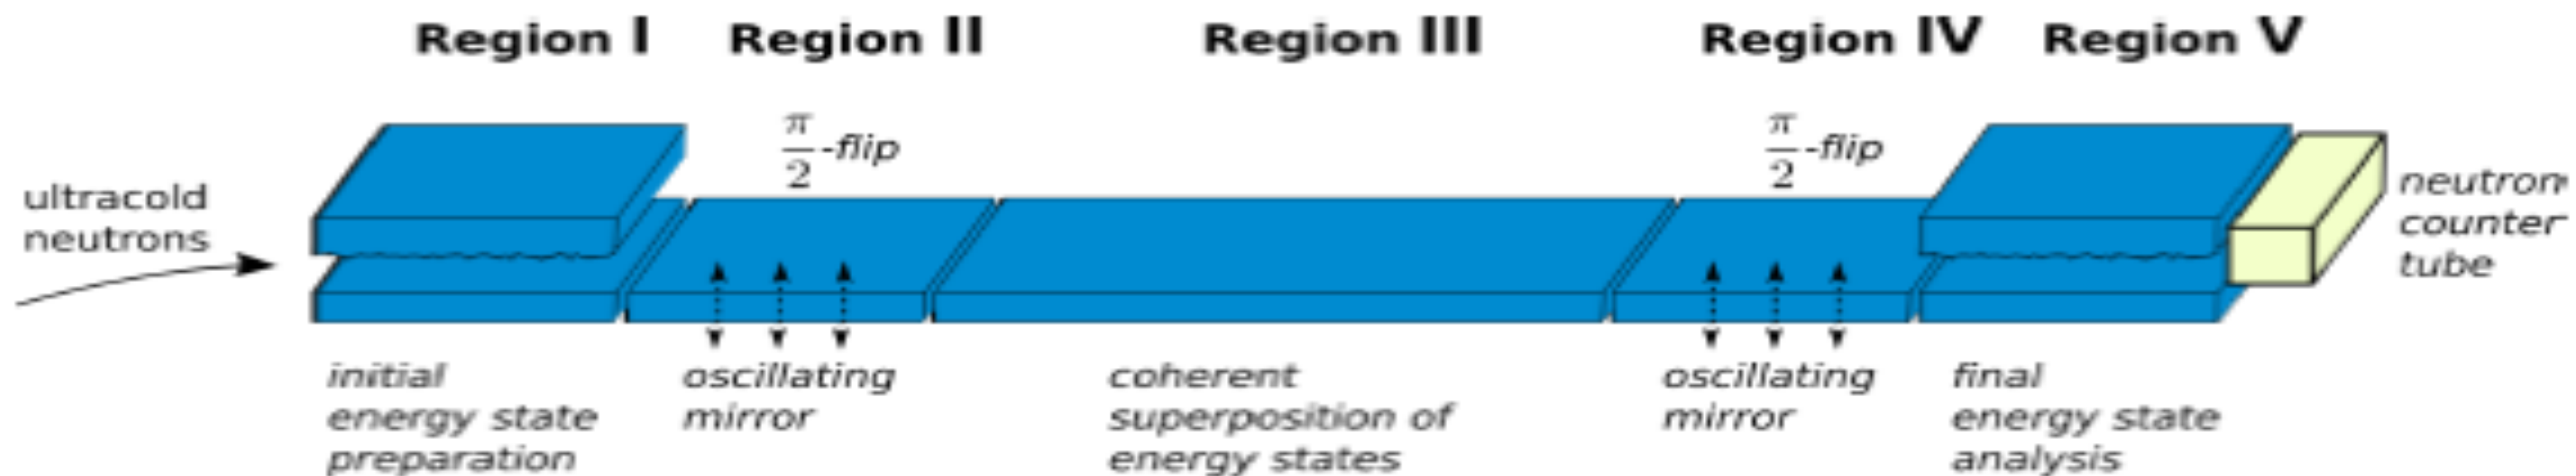 Region I Region II Region III Region IV Region V
π/2-flip π/2-flip
ultracold
neutrons
neutron
counter
tube
initial
energy state
preparation
oscillating
mirror
coherent
superposition of
energy states
oscillating
mirror
final
energy state
analysis